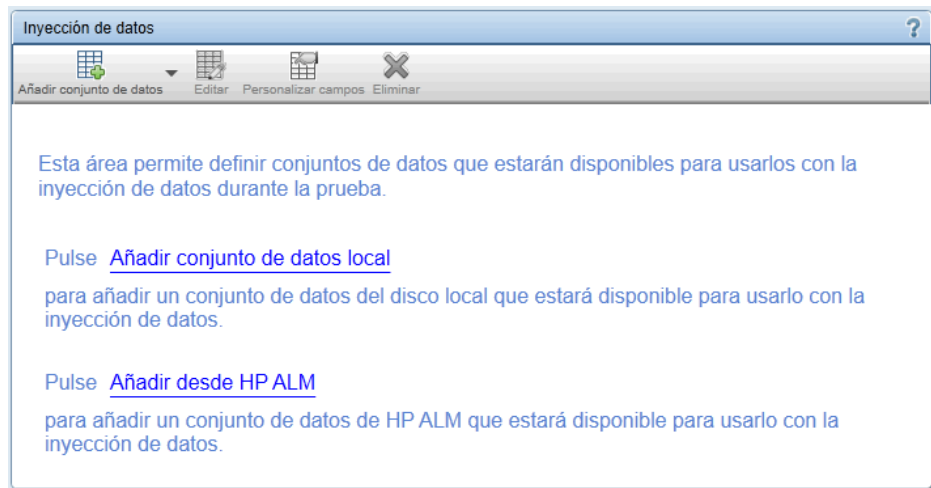 Inyección de datos ?
Añadir conjunto de datos Editar Personalizar campos Eliminar
Esta área permite definir conjuntos de datos que estarán disponibles para usarlos con la
inyección de datos durante la prueba.
Pulse Añadir conjunto de datos local
para añadir un conjunto de datos del disco local que estará disponible para usarlo con la
inyección de datos.
Pulse Añadir desde HP ALM
para añadir un conjunto de datos de HP ALM que estará disponible para usarlo con la
inyección de datos.